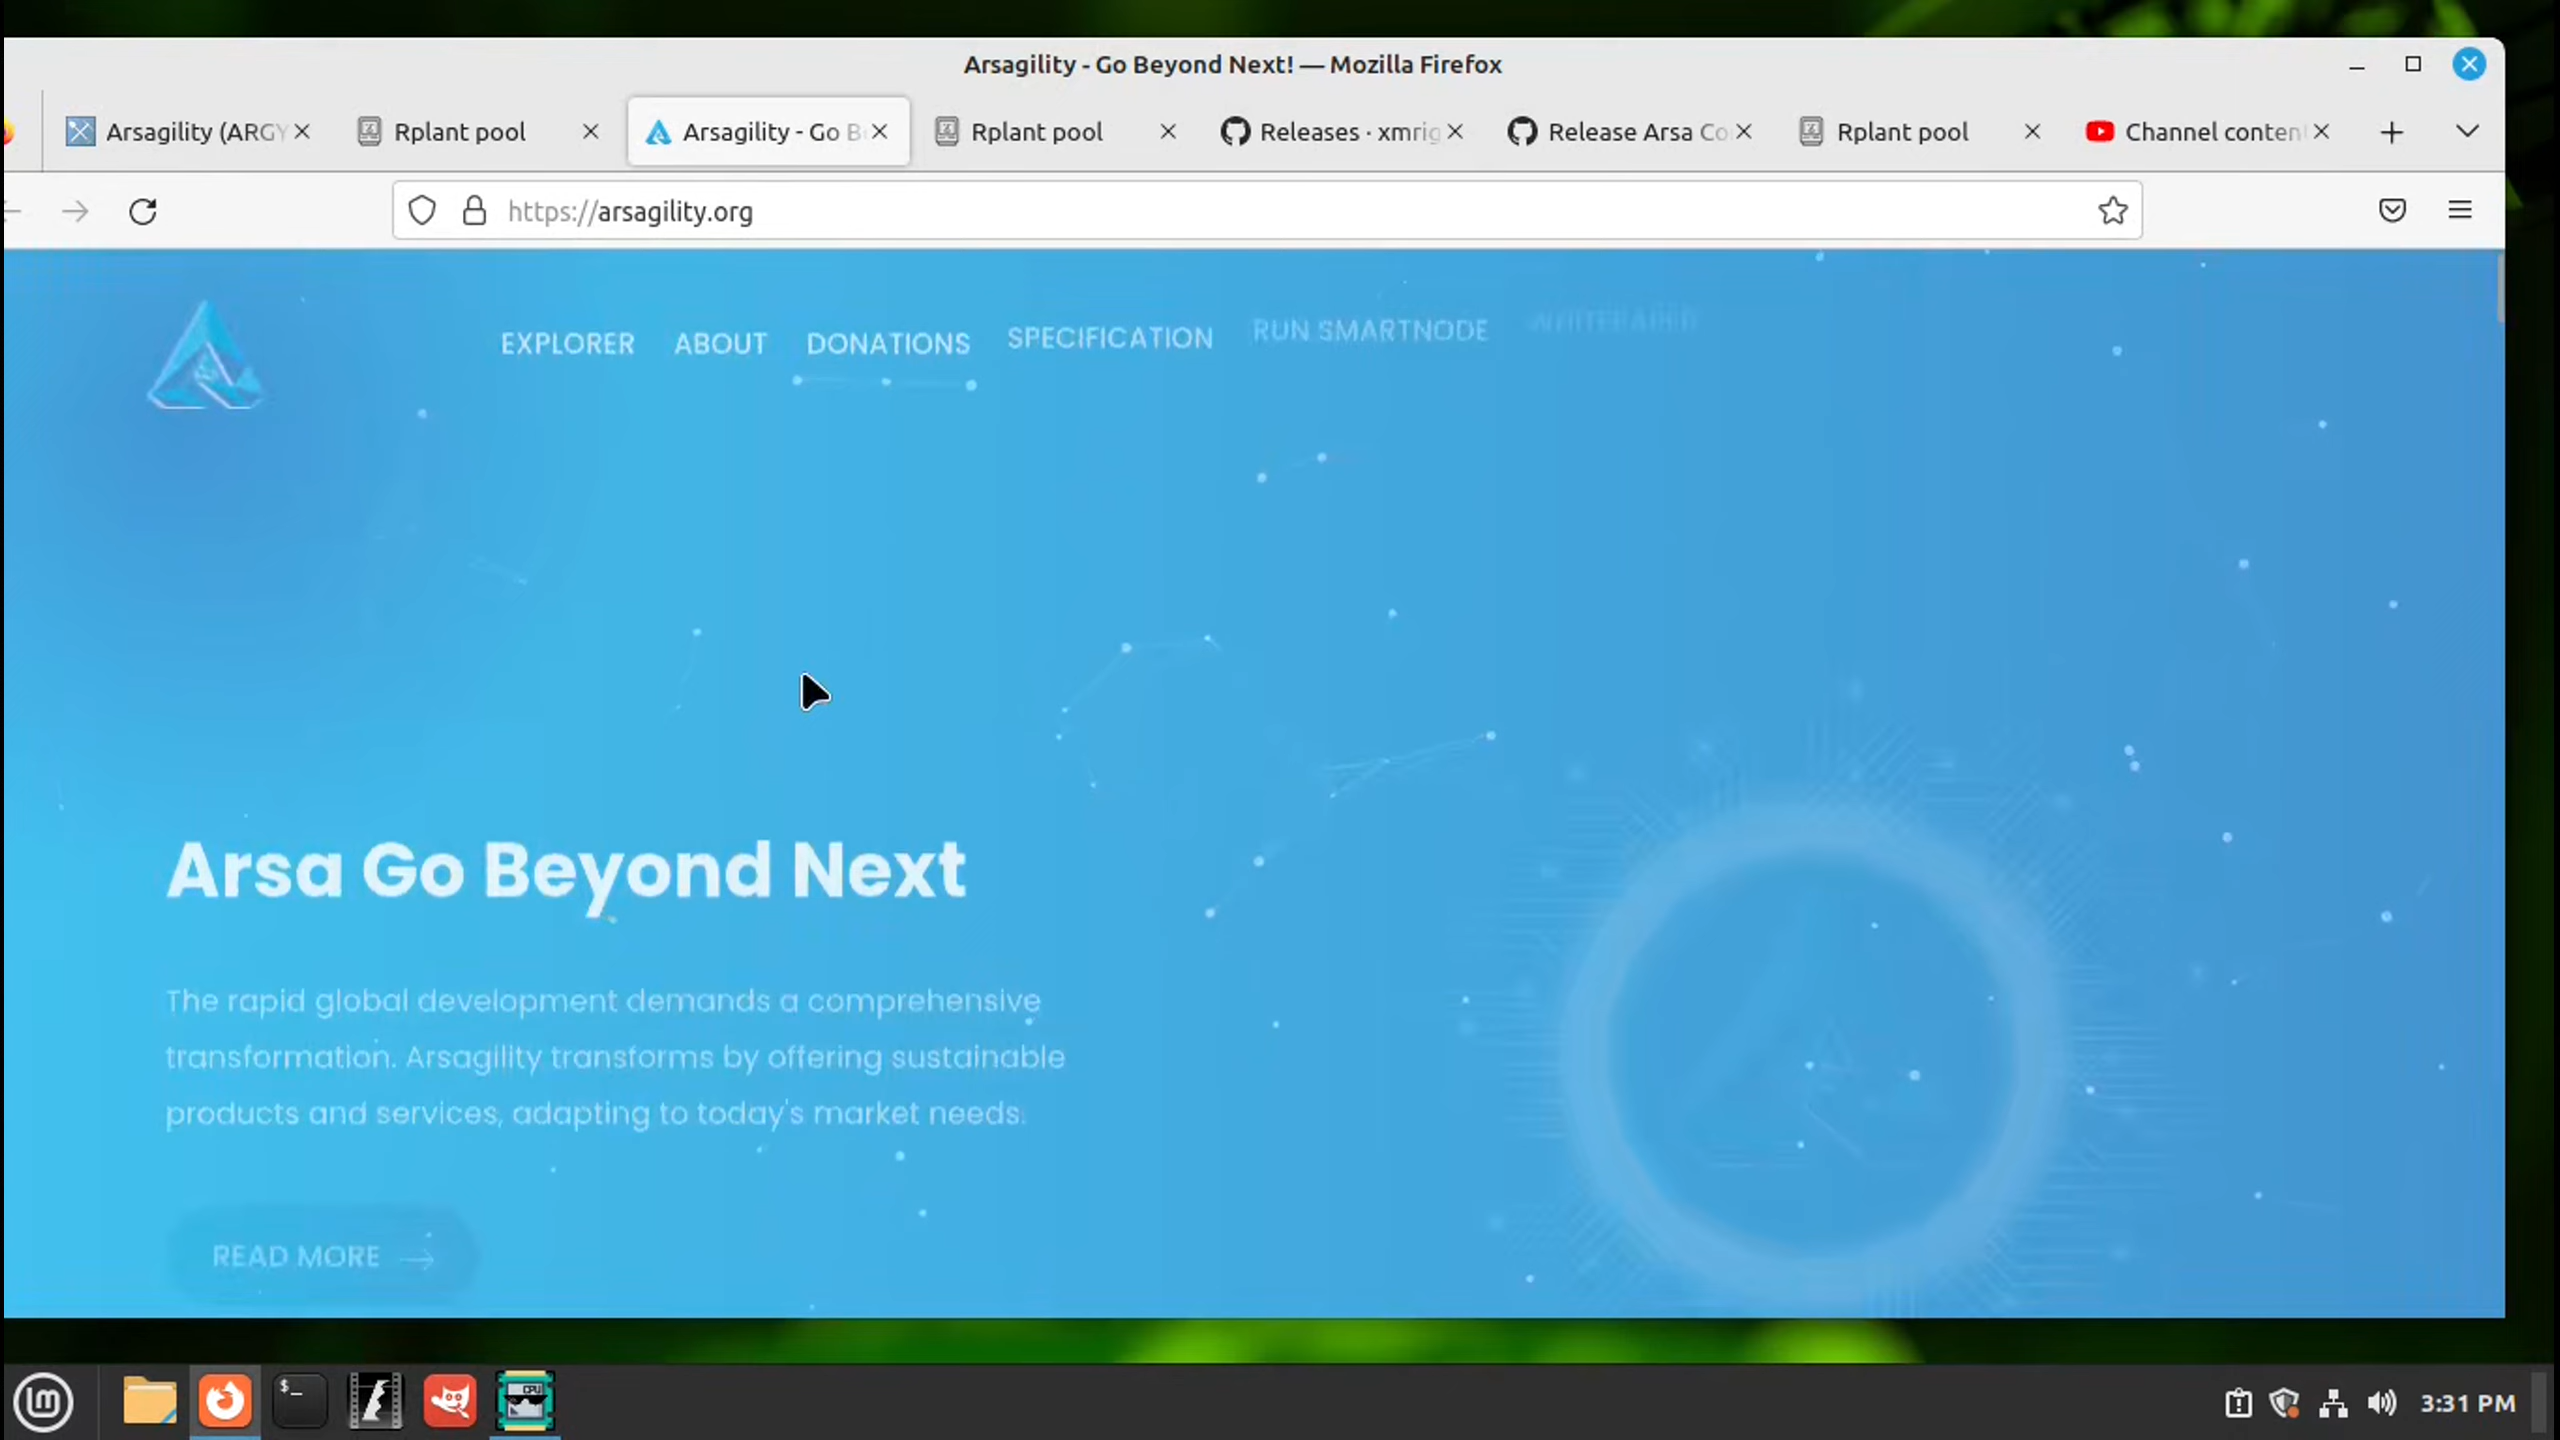 Arsagility - Go Beyond Next! — Mozilla Firefox
Arsagility (ARGY
Rplant pool
Arsagility - Go B
Rplant pool
Releases · xmrig
Release Arsa Co
Rplant pool
Channel conten
https://arsagility.org
EXPLORER
ABOUT
DONATIONS
SPECIFICATION
RUN SMARTNODE
WHITEPAPER
Arsa Go Beyond Next
The rapid global development demands a comprehensive
transformation. Arsagility transforms by offering sustainable
products and services, adapting to today's market needs.
READ MORE →
$_
CPU
3:31 PM